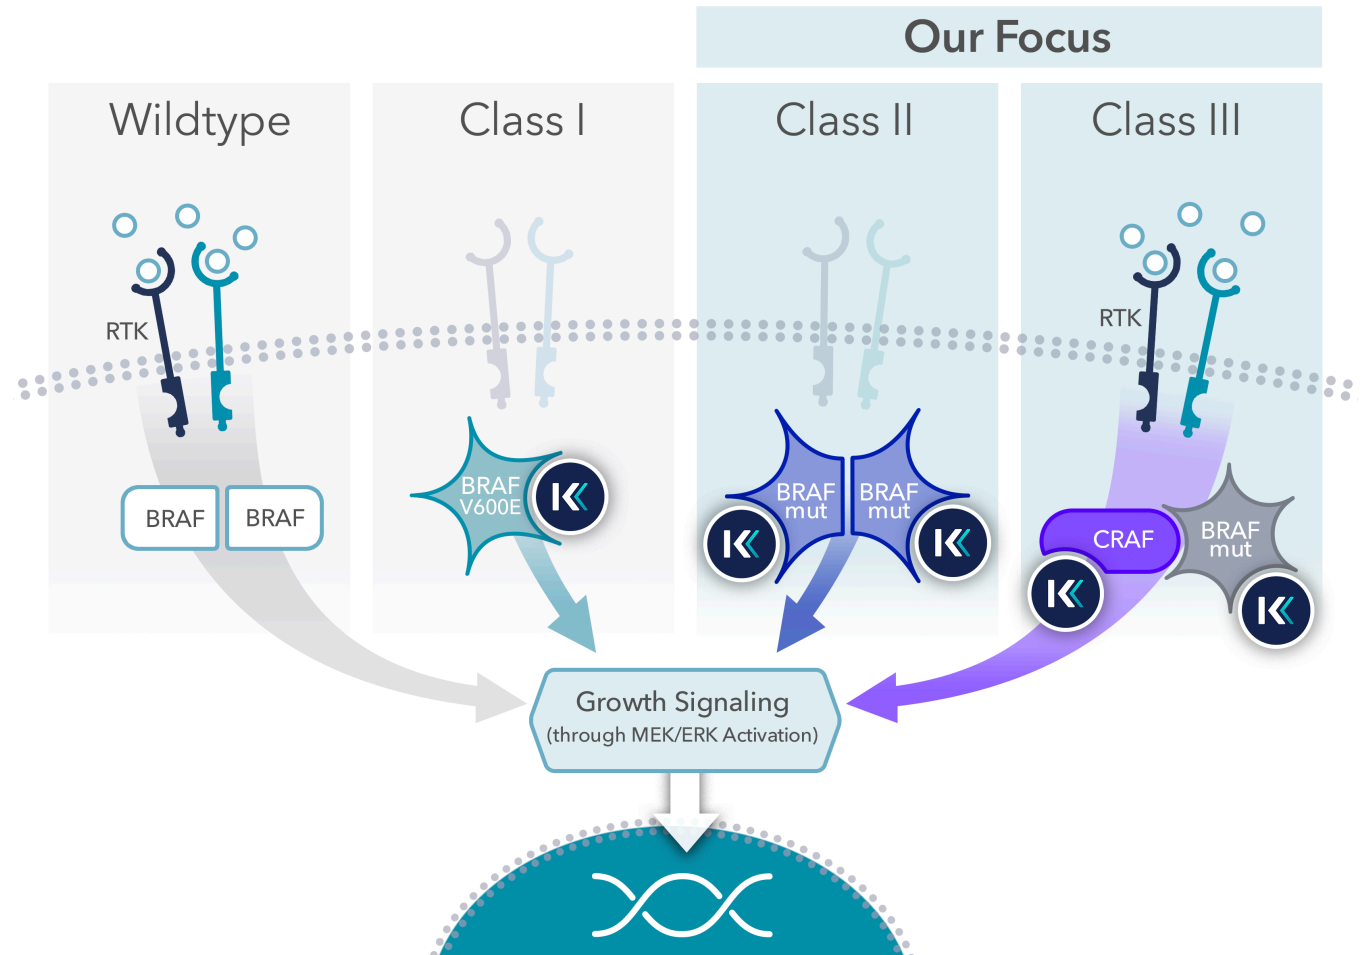 Our Focus
Wildtype
Class I
Class II
Class III
RTK
RTK
BRAF
BRAF
BRAF
V600E
BRAF
mut
BRAF
mut
CRAF
BRAF
mut
Growth Signaling
(through MEK/ERK Activation)